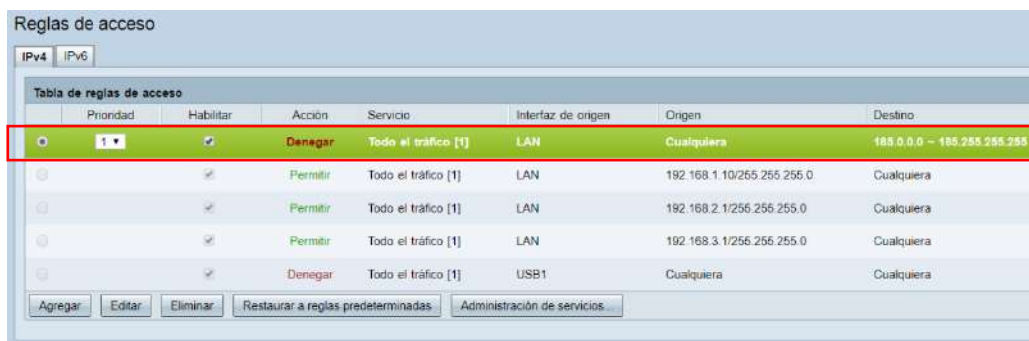 Reglas de acceso
IPv4 IPv6
Tabla de reglas de acceso
Prioridad Habilitar Acción Servicio Interfaz de origen Origen Destino
1 Denegar Todo el tráfico [1] LAN Cualquiera 185.0.0.0 ~ 185.255.255.255
Permitir Todo el tráfico [1] LAN 192.168.1.10/255.255.255.0 Cualquiera
Permitir Todo el tráfico [1] LAN 192.168.2.1/255.255.255.0 Cualquiera
Permitir Todo el tráfico [1] LAN 192.168.3.1/255.255.255.0 Cualquiera
Denegar Todo el tráfico [1] USB1 Cualquiera Cualquiera
Agregar Editar Eliminar Restaurar a reglas predeterminadas Administración de servicios...